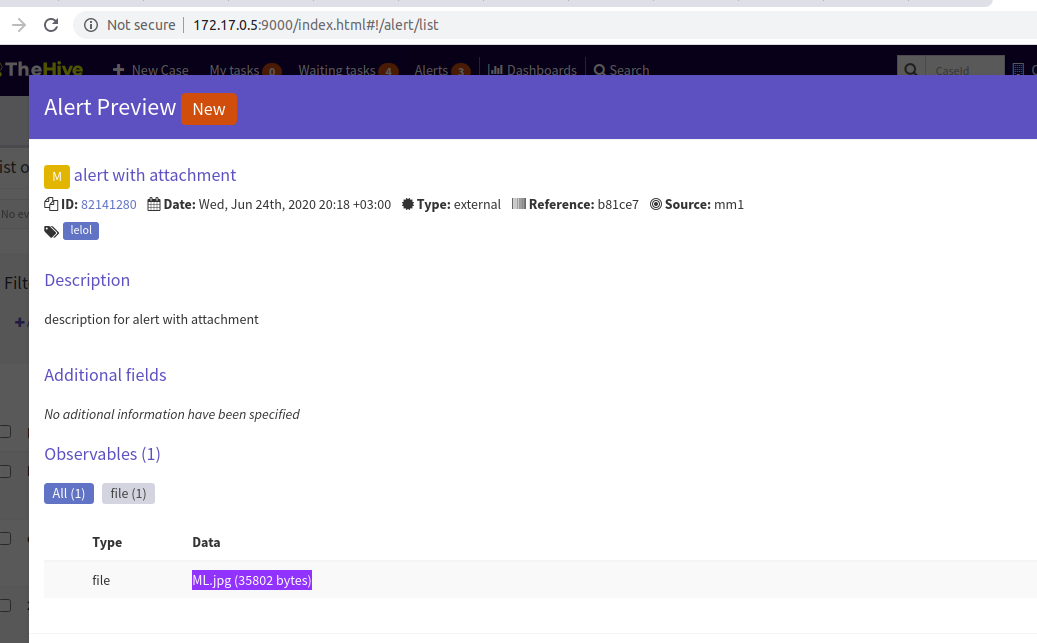 Not secure | 172.17.0.5:9000/index.html#!/alert/list
TheHive + New Case My tasks 0 Waiting tasks 4 Alerts 3 Dashboards Search CaseId
Alert Preview New
M alert with attachment
ID: 82141280 Date: Wed, Jun 24th, 2020 20:18 +03:00 Type: external Reference: b81ce7 Source: mm1
lelol
ist o
No ev
Description
Filt
description for alert with attachment
Additional fields
No aditional information have been specified
Observables (1)
All (1) file (1)
Type Data
file ML.jpg (35802 bytes)